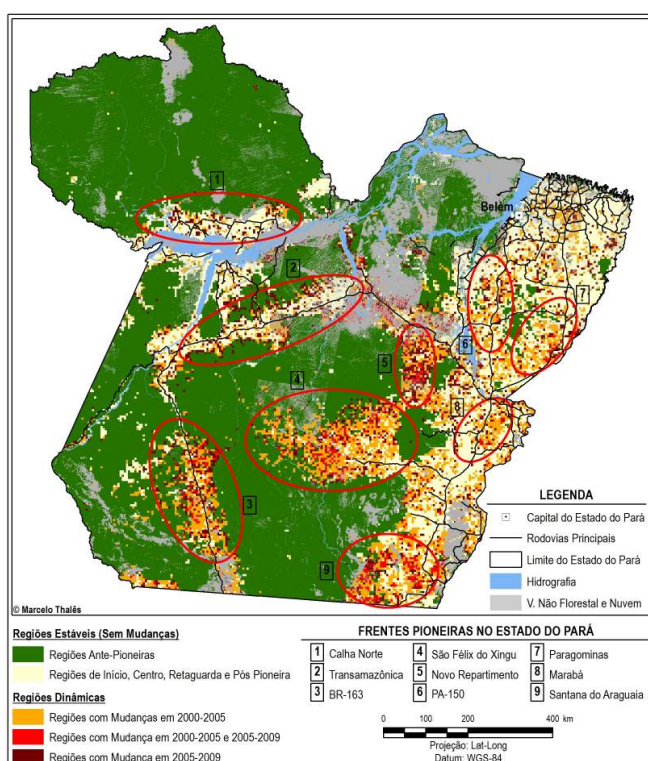 1
Belém
2
7
6
5
4
8
3
9
LEGENDA
Capital do Estado do Pará
Rodovias Principais
Limite do Estado do Pará
Hidrografia
V. Não Florestal e Nuvem
© Marcelo Thalês
Regiões Estáveis (Sem Mudanças)
Regiões Ante-Pioneiras
Regiões de Início, Centro, Retaguarda e Pós Pioneira
Regiões Dinâmicas
Regiões com Mudanças em 2000-2005
Regiões com Mudança em 2000-2005 e 2005-2009
Regiões com Mudança em 2005-2009
FRENTES PIONEIRAS NO ESTADO DO PARÁ
1 Calha Norte 4 São Félix do Xingu 7 Paragominas
2 Transamazônica 5 Novo Repartimento 8 Marabá
3 BR-163 6 PA-150 9 Santana do Araguaia
0 100 200 400 km
Projeção: Lat-Long
Datum: WGS-84